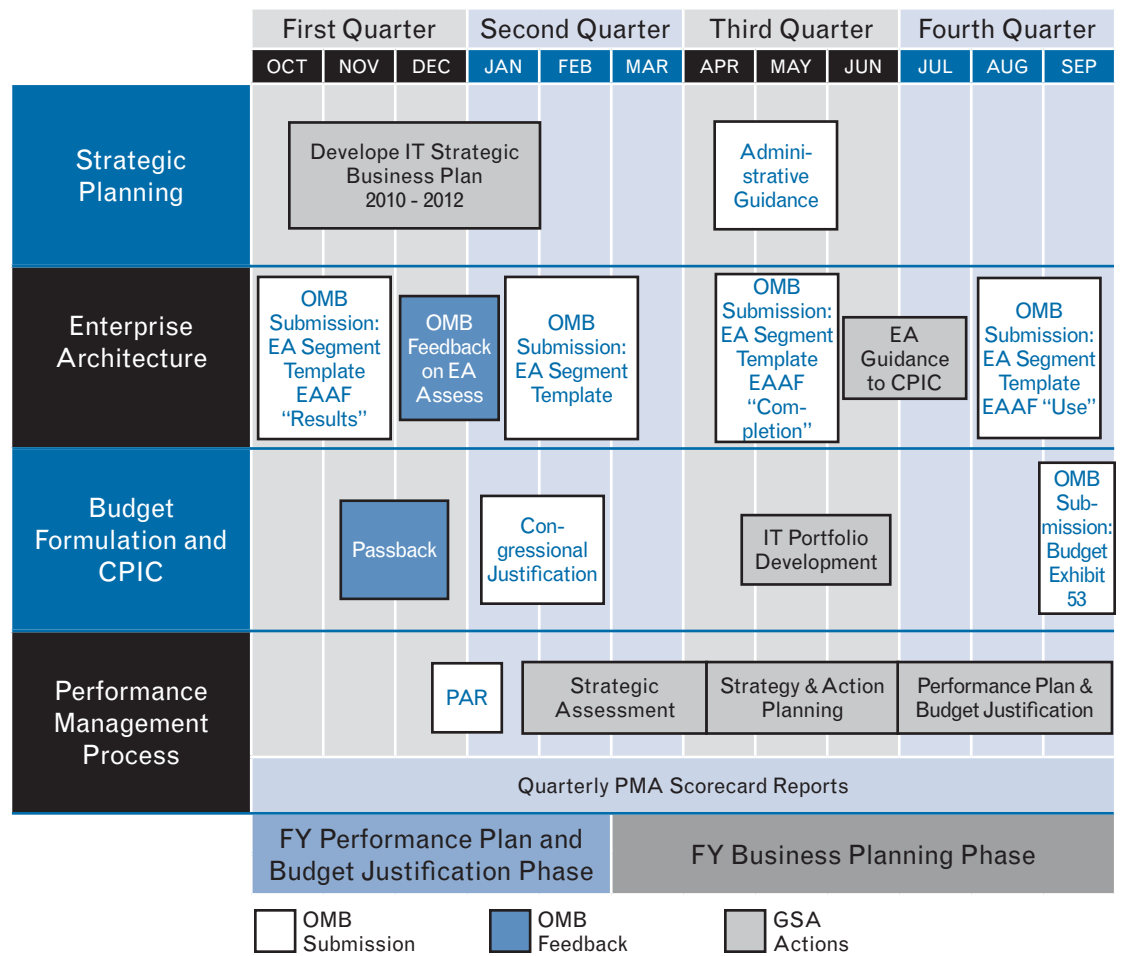 First Quarter
Second Quarter
Third Quarter
Fourth Quarter
OCT
NOV
DEC
JAN
FEB
MAR
APR
MAY
JUN
JUL
AUG
SEP
Strategic
Planning
Develope IT Strategic
Business Plan
2010 - 2012
Admini-
strative
Guidance
Enterprise
Architecture
OMB
Submission:
EA Segment
Template
EAAF
“Results”
OMB
Feedback
on EA
Assess
OMB
Submission:
EA Segment
Template
OMB
Submission:
EA Segment
Template
EAAF
“Com-
pletion”
EA
Guidance
to CPIC
OMB
Submission:
EA Segment
Template
EAAF “Use”
Budget
Formulation and
CPIC
Passback
Con-
gressional
Justification
IT Portfolio
Development
OMB
Sub-
mission:
Budget
Exhibit
53
Performance
Management
Process
PAR
Strategic
Assessment
Strategy & Action
Planning
Performance Plan &
Budget Justification
Quarterly PMA Scorecard Reports
FY Performance Plan and
Budget Justification Phase
FY Business Planning Phase
OMB
Submission
OMB
Feedback
GSA
Actions